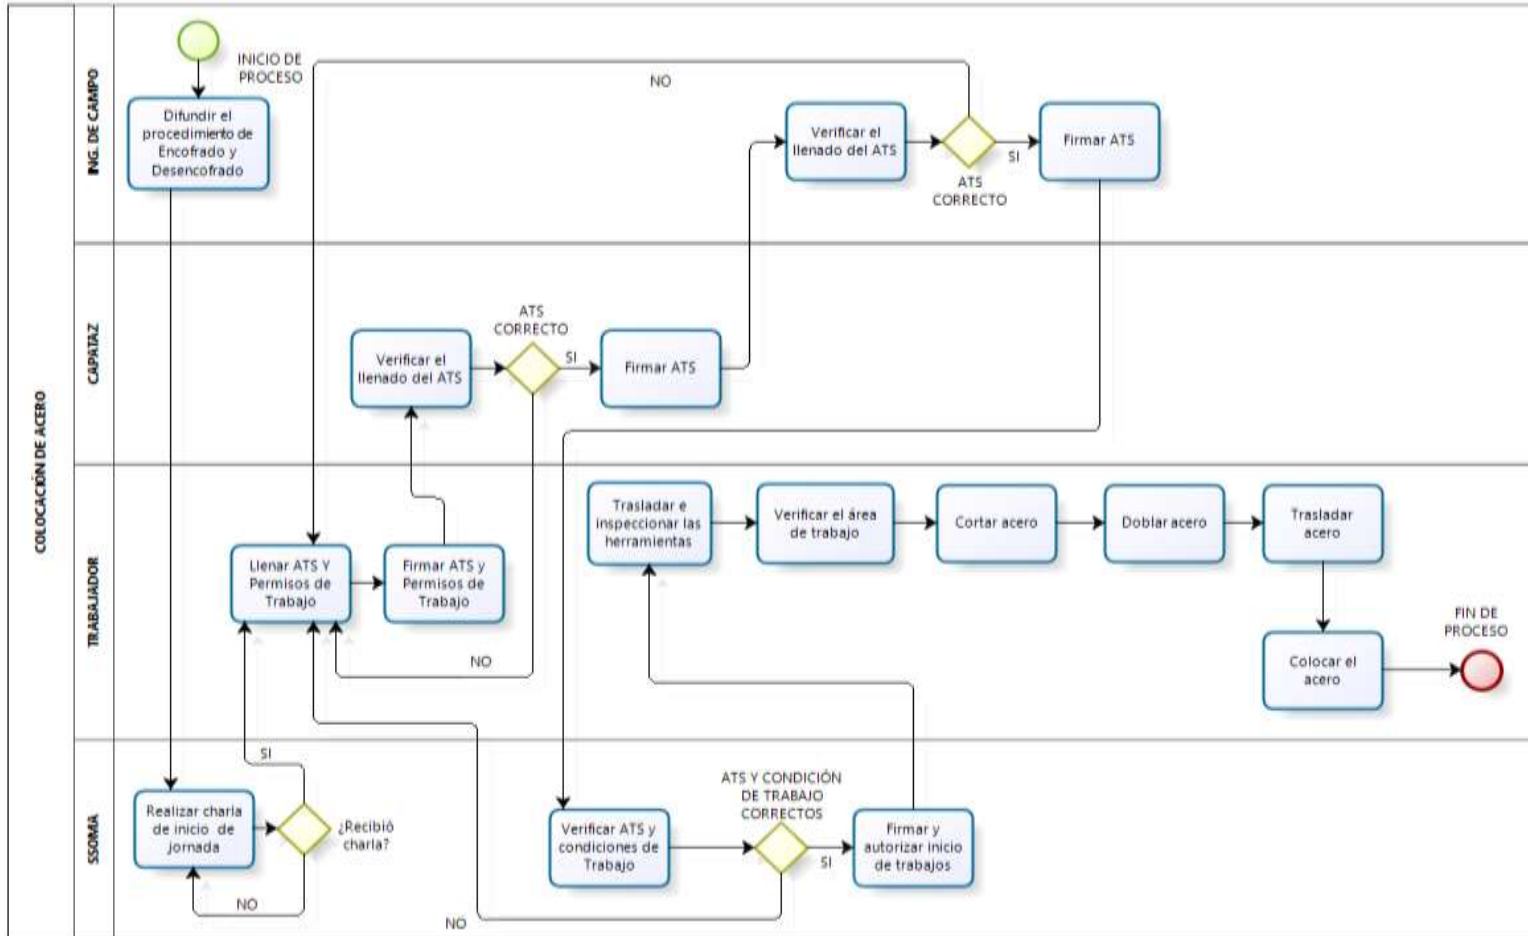 COLOCACIÓN DE ACERO
ING. DE CAMPO
INICIO DE
PROCESO
Difundir el
procedimiento de
Encofrado y
Desencofrado
NO
Verificar el
llenado del ATS
ATS
CORRECTO
SI
Firmar ATS
CAPATAZ
Verificar el
llenado del ATS
ATS
CORRECTO
SI
Firmar ATS
NO
TRABAJADOR
Llenar ATS Y
Permisos de
Trabajo
Firmar ATS y
Permisos de
Trabajo
Trasladar e
inspeccionar las
herramientas
Verificar el área
de trabajo
Cortar acero
Doblar acero
Trasladar
acero
Colocar el
acero
FIN DE
PROCESO
SSOMA
Realizar charla
de inicio de
jornada
SI
¿Recibió
charla?
NO
Verificar ATS y
condiciones de
Trabajo
ATS Y CONDICIÓN
DE TRABAJO
CORRECTOS
SI
Firmar y
autorizar inicio
de trabajos
NO